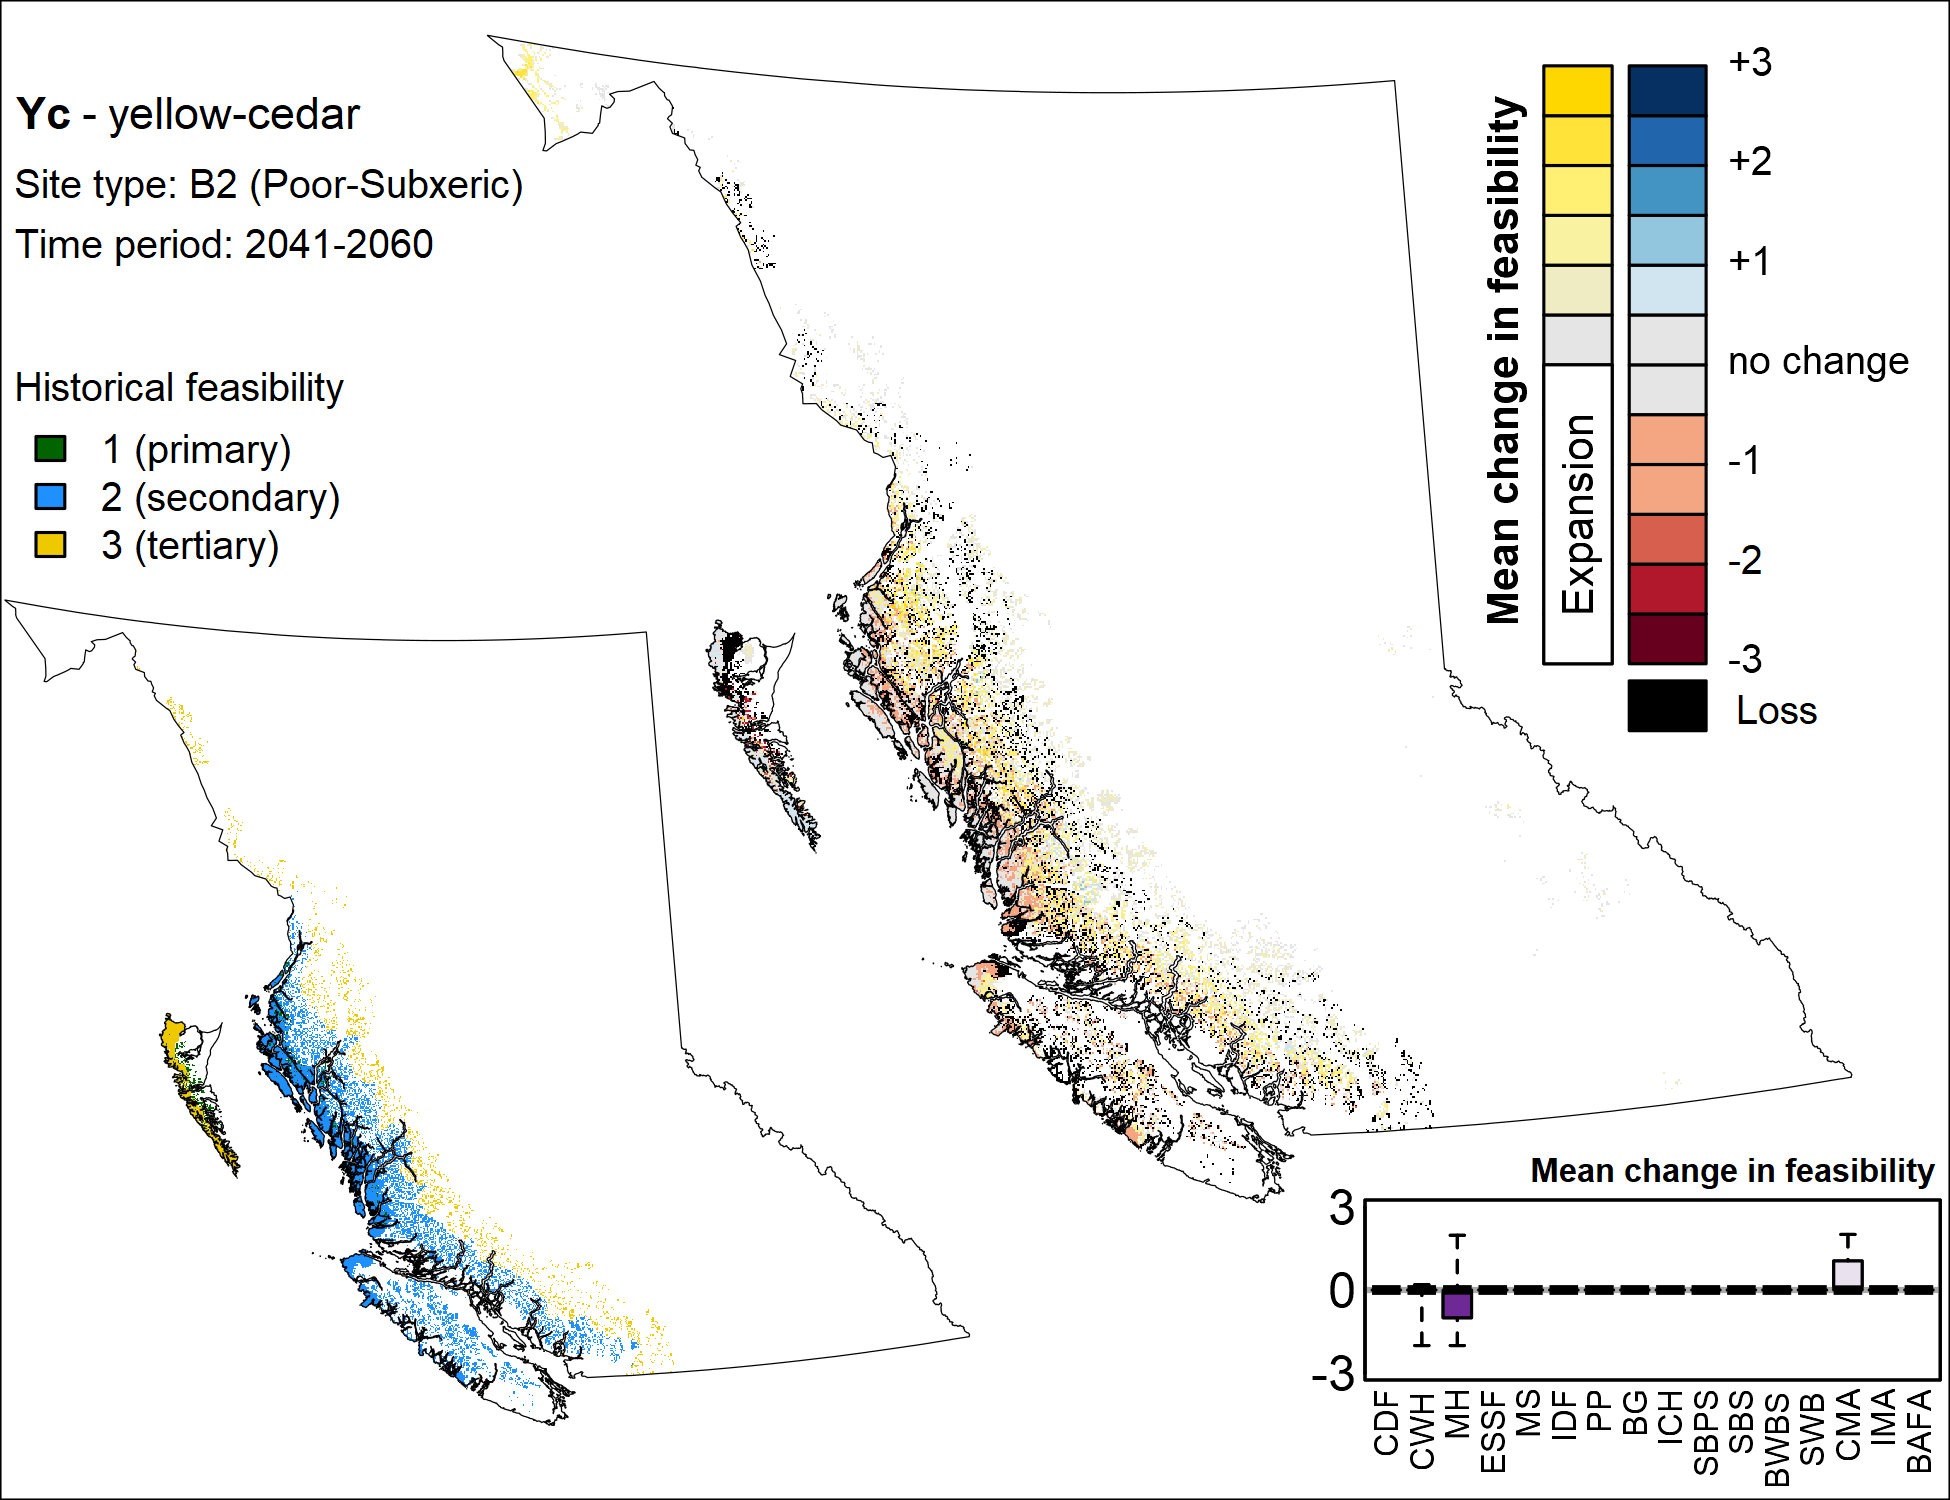 Yc - yellow-cedar
Site type: B2 (Poor-Subxeric)
Time period: 2041-2060
Historical feasibility
1 (primary)
2 (secondary)
3 (tertiary)
Mean change in feasibility
Expansion
+3
+2
+1
no change
-1
-2
-3
Loss
Mean change in feasibility
3
0
-3
CDF
CWH
MH
ESSF
MS
IDF
PP
BG
ICH
SBPS
SBS
BWBS
SWB
CMA
IMA
BAFA